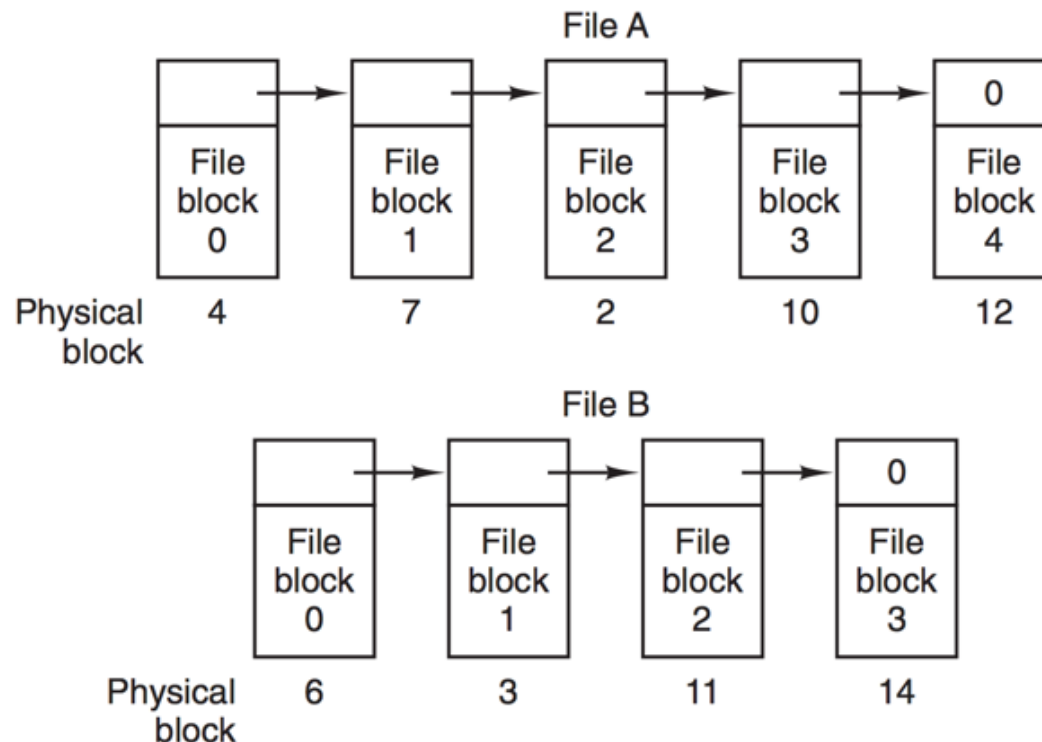 File A
0
File
block
0
File
block
1
File
block
2
File
block
3
File
block
4
Physical
block
4
7
2
10
12
File B
0
File
block
0
File
block
1
File
block
2
File
block
3
Physical
block
6
3
11
14